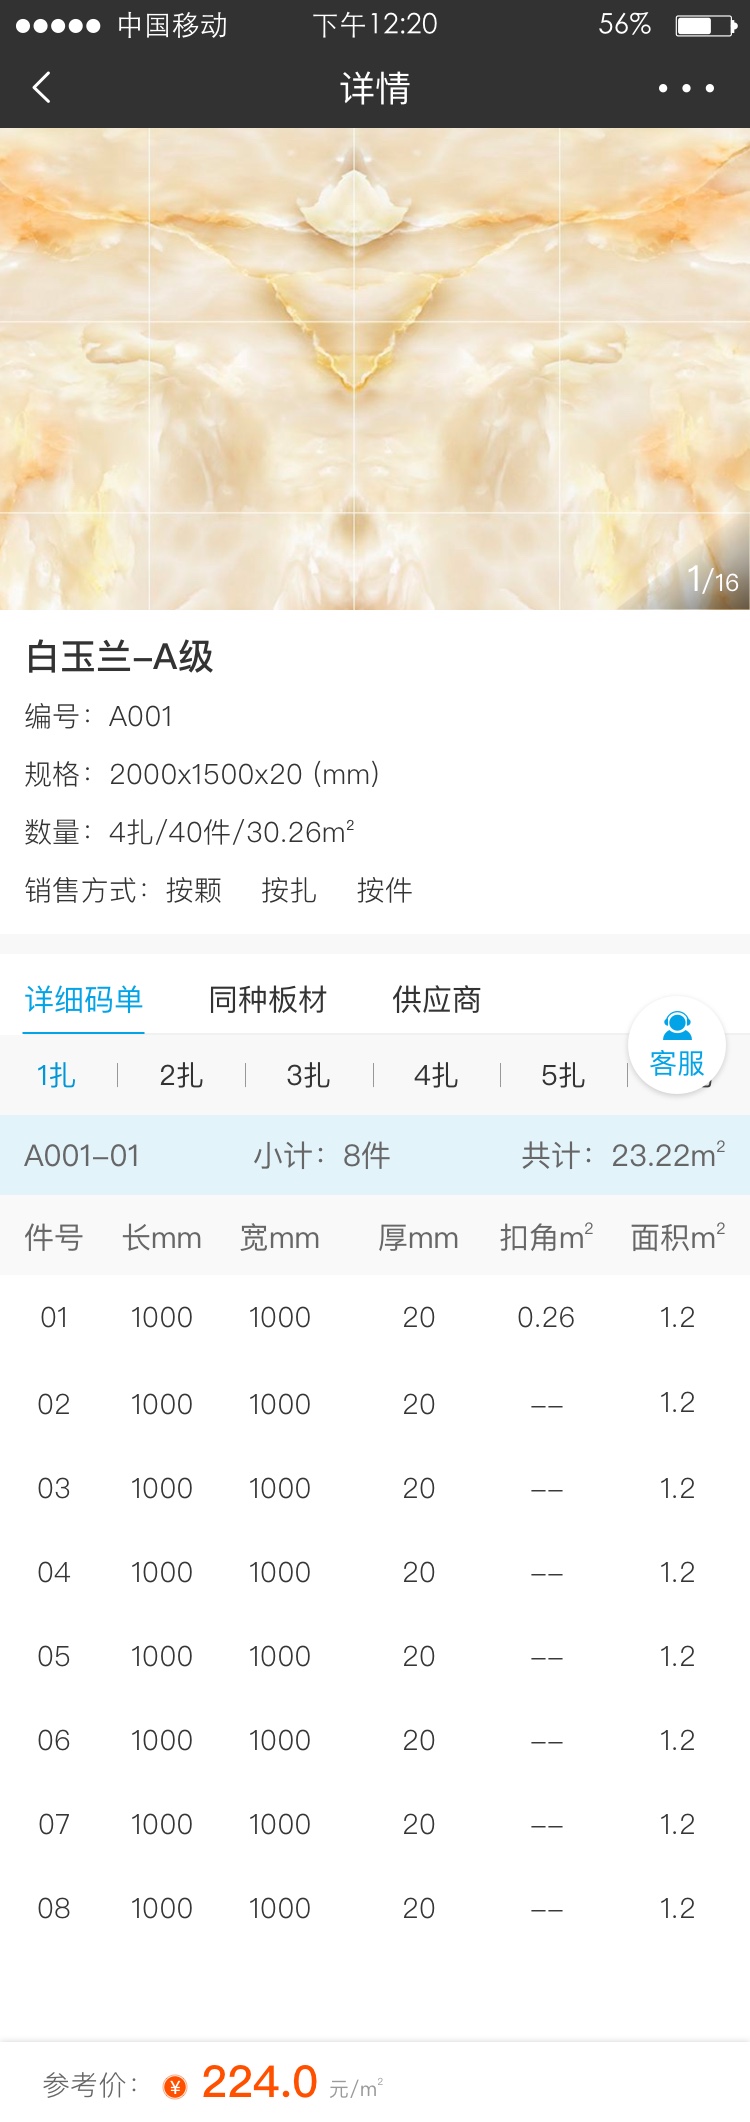 中国移动 下午12:20 56%
详情
1/16
白玉兰–A级
编号：A001
规格：2000x1500x20 (mm)
数量：4扎/40件/30.26m²
销售方式：按颗 按扎 按件
详细码单 同种板材 供应商
客服
1扎 2扎 3扎 4扎 5扎
A001–01 小计：8件 共计：23.22m²
件号 长mm 宽mm 厚mm 扣角m² 面积m²
01 1000 1000 20 0.26 1.2
02 1000 1000 20 –– 1.2
03 1000 1000 20 –– 1.2
04 1000 1000 20 –– 1.2
05 1000 1000 20 –– 1.2
06 1000 1000 20 –– 1.2
07 1000 1000 20 –– 1.2
08 1000 1000 20 –– 1.2
参考价：¥ 224.0 元/m²